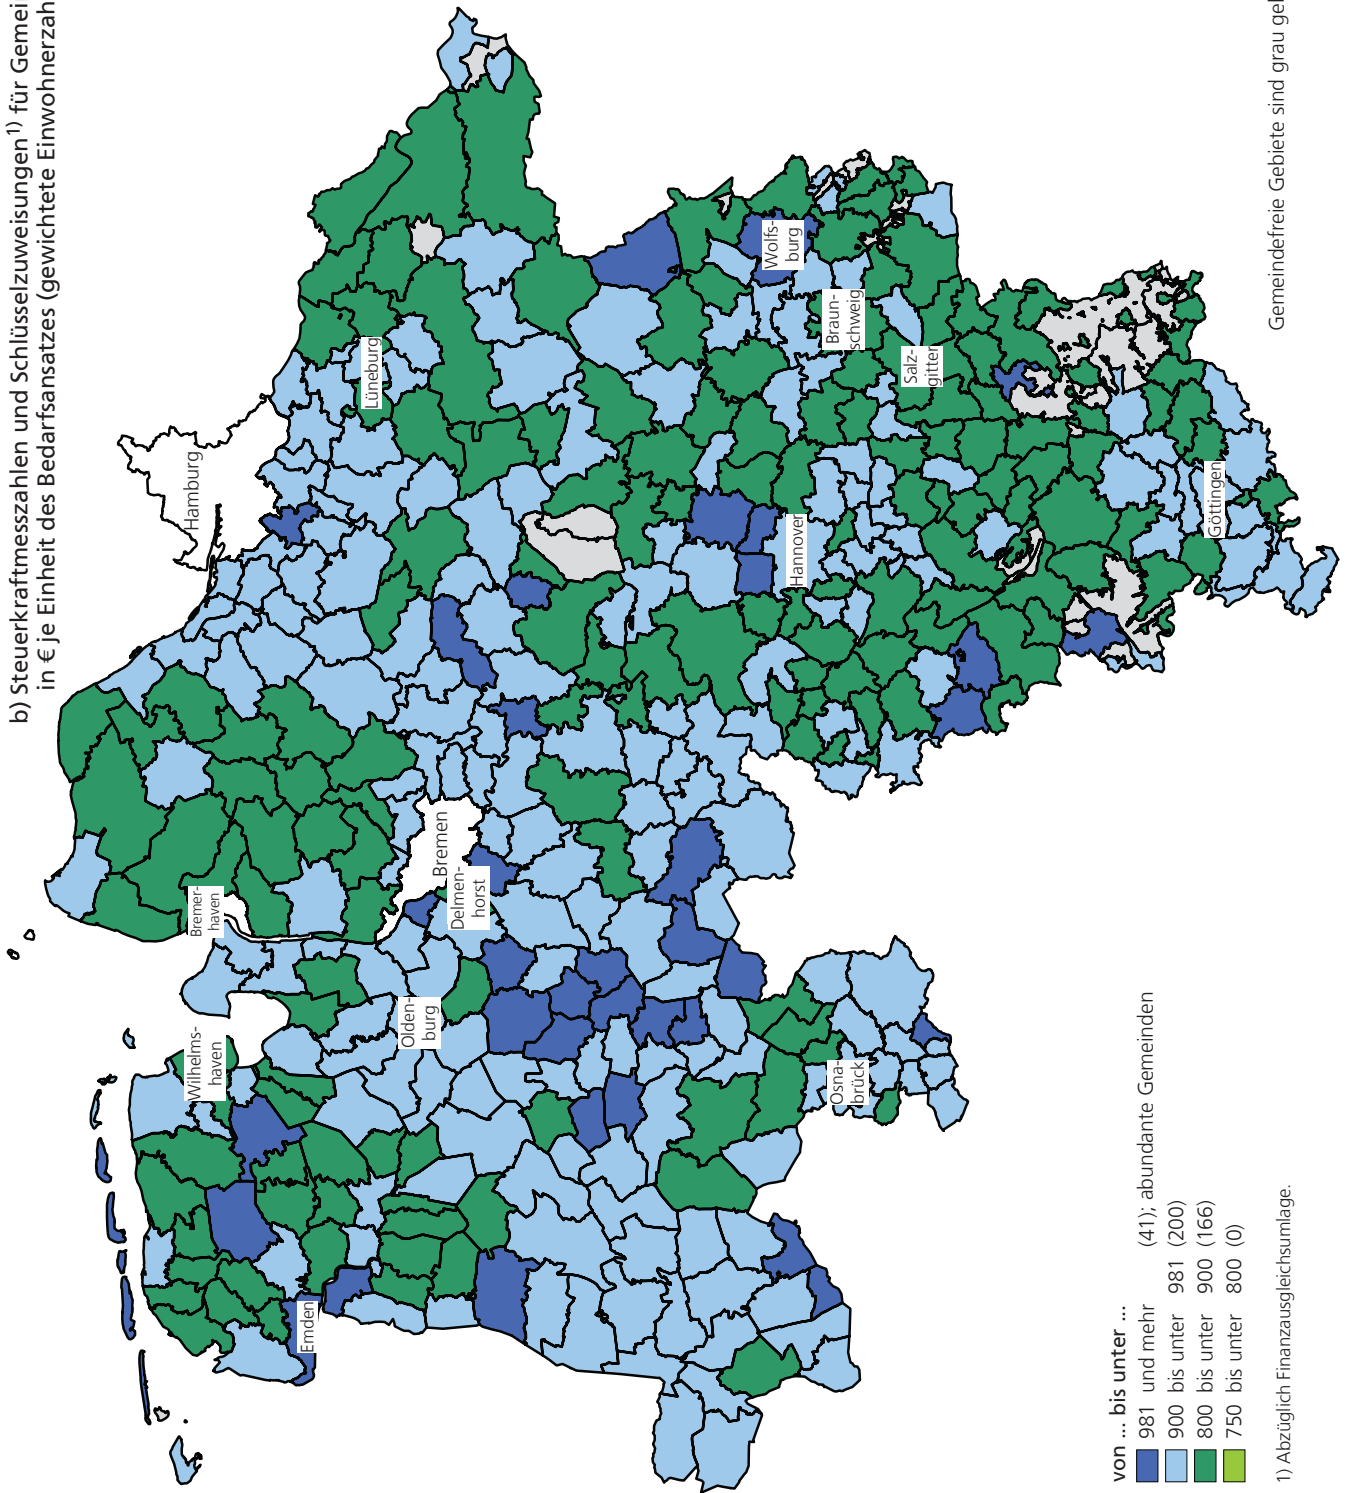 b) Steuerkraftmesszahlen und Schlüsselzuweisungen1) für Gemei
in € je Einheit des Bedarfsansatzes (gewichtete Einwohnerzah
Hamburg
Bremer-
haven
Wilhelms-
haven
Emden
Lüneburg
Bremen
Delmen-
horst
Olden-
burg
Wolfs-
burg
Braun-
schweig
Hannover
Salz-
gitter
Osna-
brück
Göttingen
von ... bis unter ...
981 und mehr (41); abundante Gemeinden
900 bis unter 981 (200)
800 bis unter 900 (166)
750 bis unter 800 (0)
1) Abzüglich Finanzausgleichsumlage.
Gemeindefreie Gebiete sind grau gel